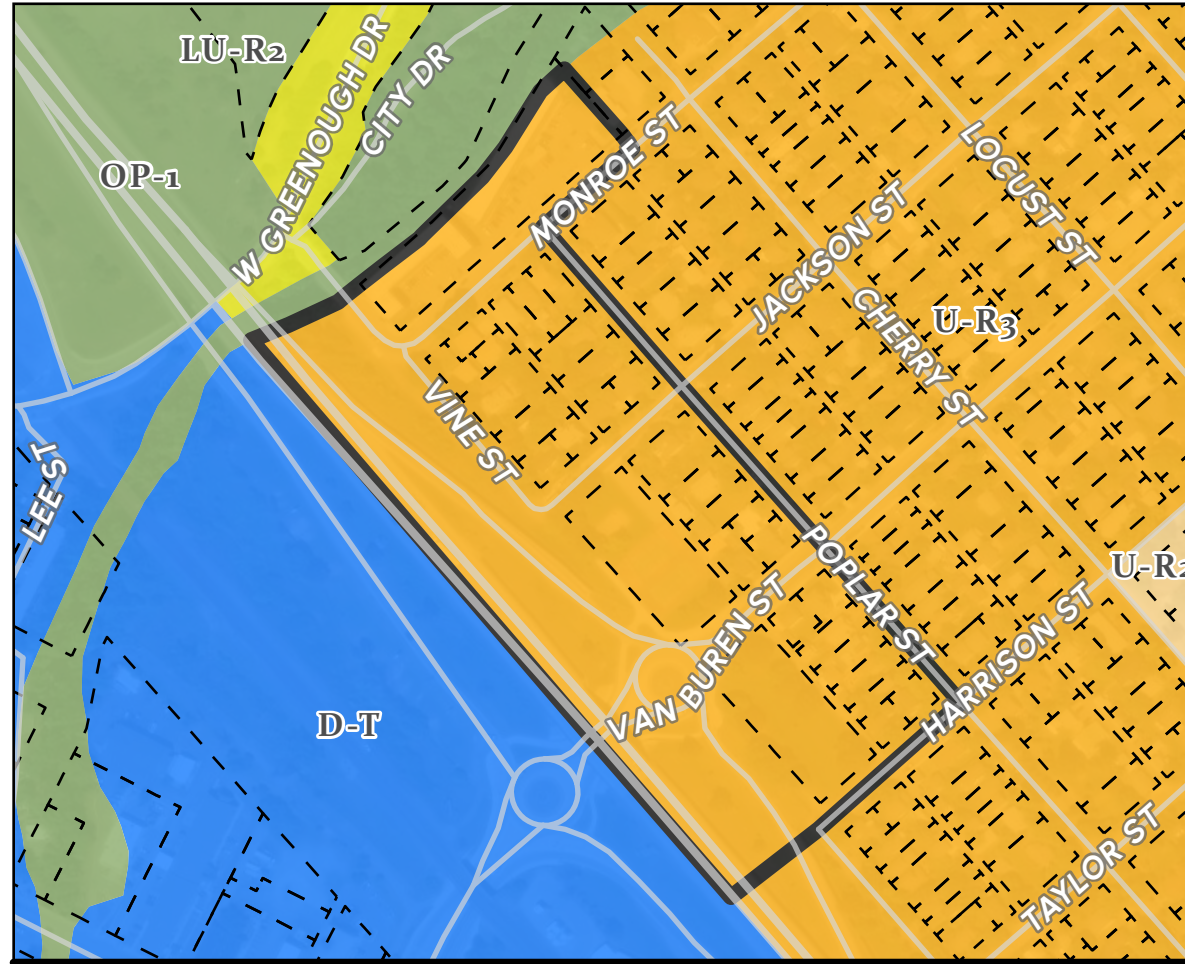 LU-R2
W GREENOUGH DR
CITY DR
OP-1
MONROE ST
LOCUST ST
JACKSON ST
CHERRY ST
U-R3
VINE ST
LEE ST
POPLAR ST
U-R2
VAN BUREN ST
HARRISON ST
D-T
TAYLOR ST